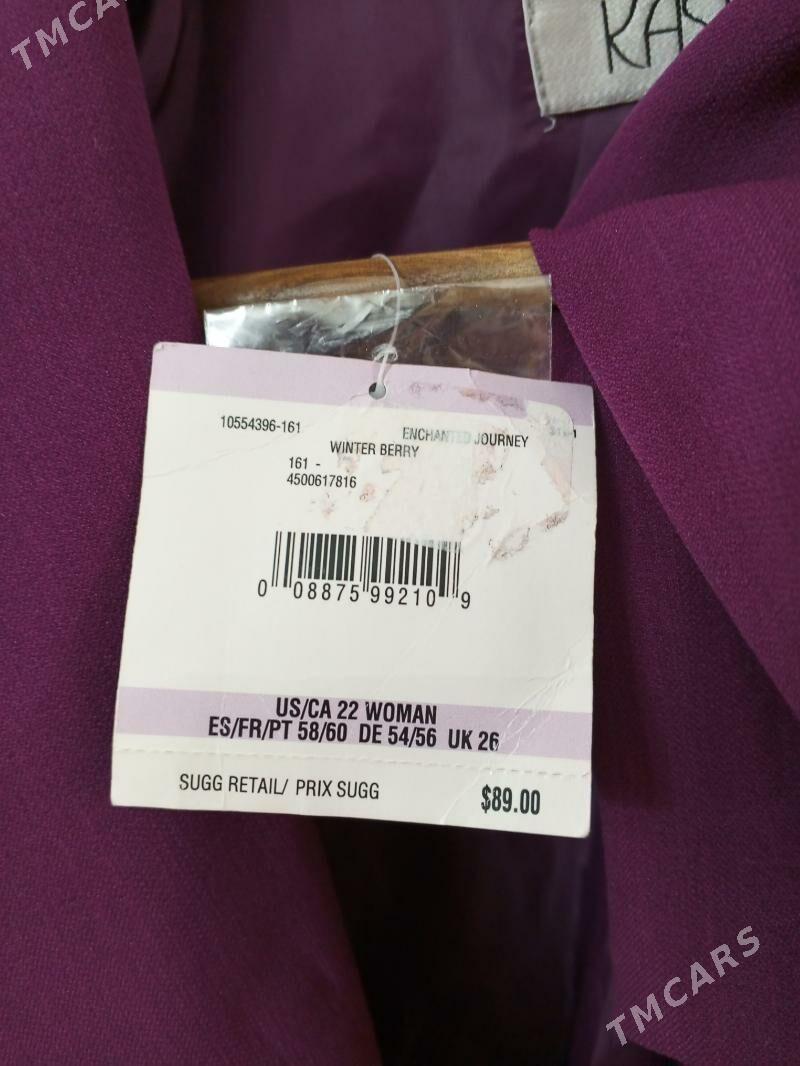 TMCARS
KAS
10554396-161
ENCHANTED JOURNEY
WINTER BERRY
161 -
4500617816
0 08875 99210 9
US/CA 22 WOMAN
ES/FR/PT 58/60 DE 54/56 UK 26
SUGG RETAIL/ PRIX SUGG
$89.00
TMCARS